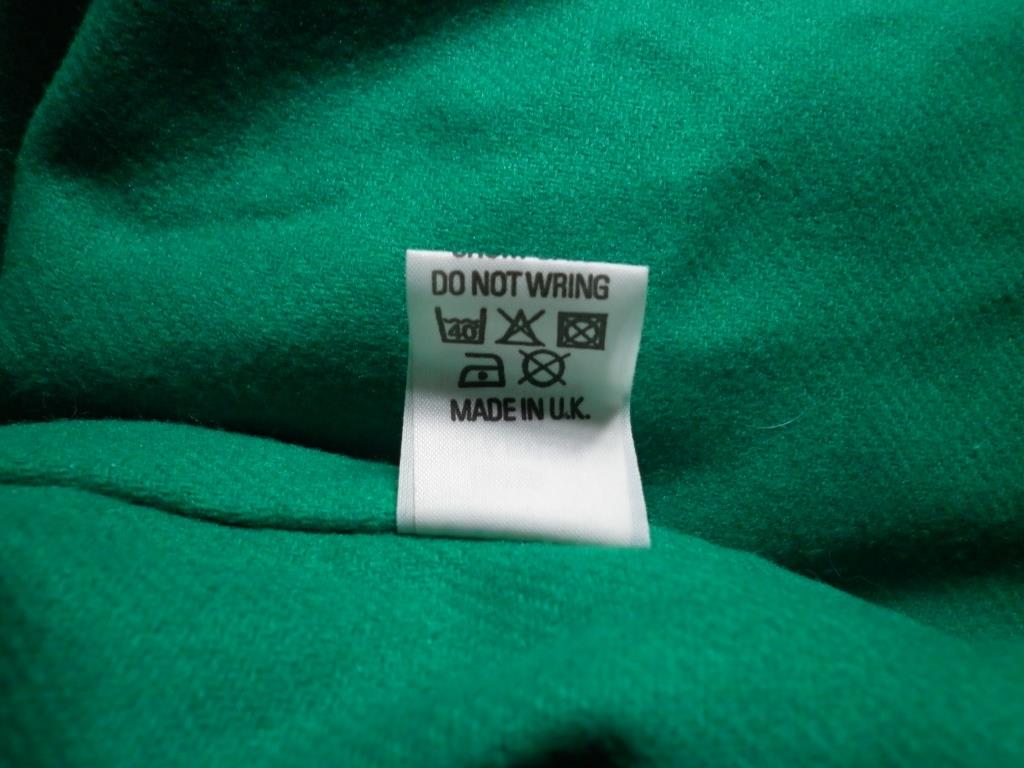 DO NOT WRING
40
MADE IN U.K.